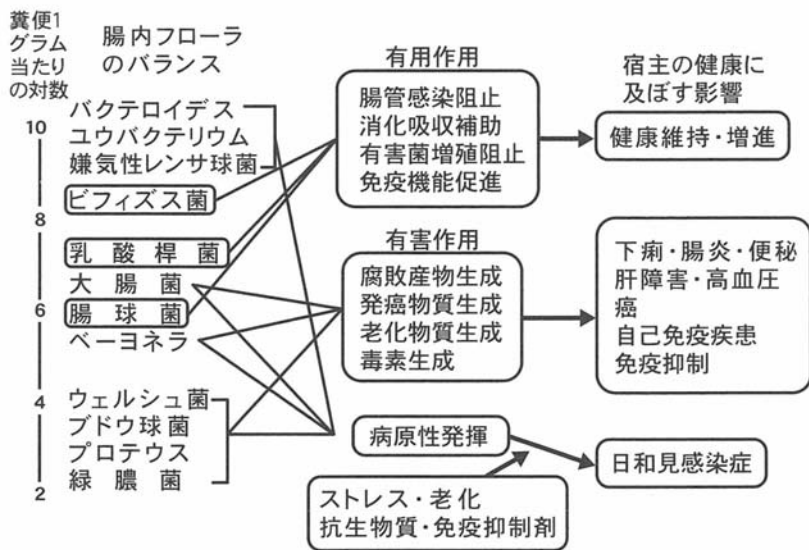 糞便1
グラム
当たり
の対数
腸内フローラ
のバランス
10
8
6
4
2
バクテロイデス
ユウバクテリウム
嫌気性レンサ球菌
ビフィズス菌
乳酸桿菌
大腸菌
腸球菌
ベーヨネラ
ウェルシュ菌
ブドウ球菌
プロテウス
緑膿菌
有用作用
腸管感染阻止
消化吸収補助
有害菌増殖阻止
免疫機能促進
有害作用
腐敗産物生成
発癌物質生成
老化物質生成
毒素生成
病原性発揮
ストレス・老化
抗生物質・免疫抑制剤
宿主の健康に
及ぼす影響
健康維持・増進
下痢・腸炎・便秘
肝障害・高血圧
癌
自己免疫疾患
免疫抑制
日和見感染症